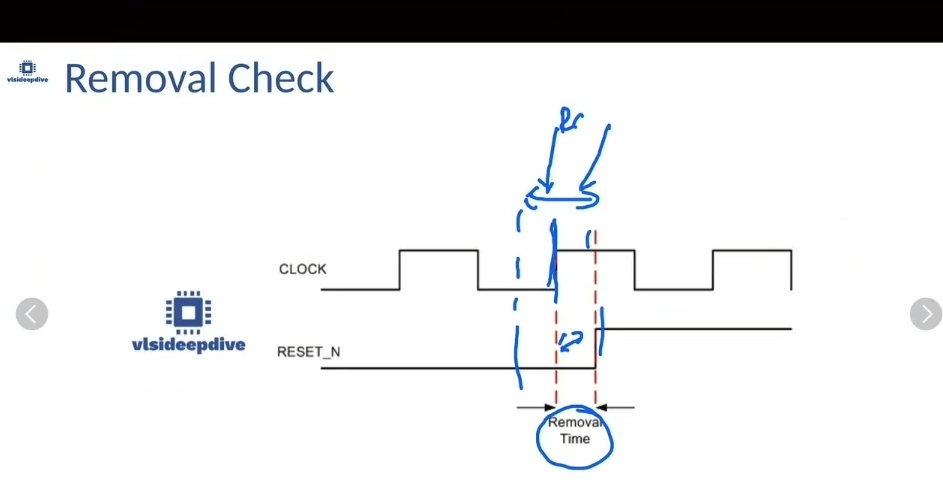 vlsideepdive
Removal Check
CLOCK
vlsideepdive
RESET_N
Removal
Time